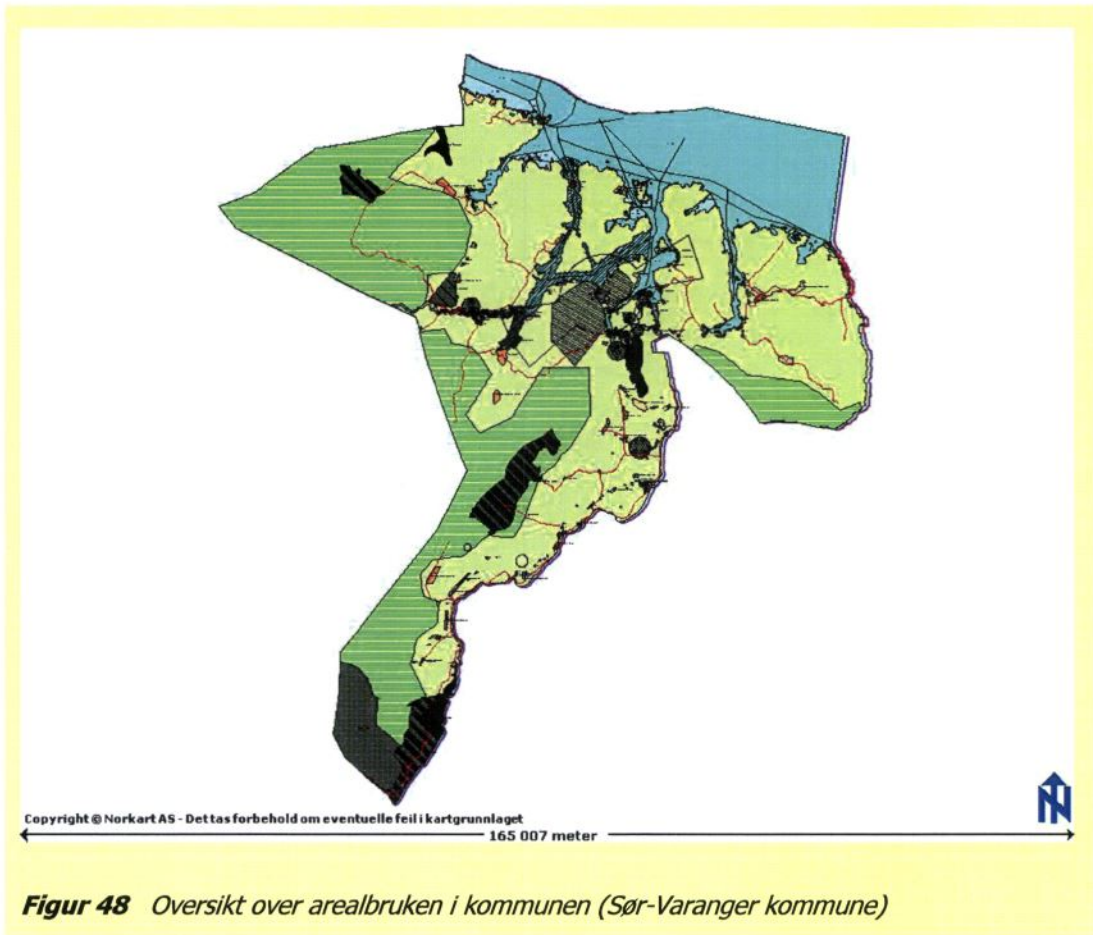 Copyright © Norkart AS - Det tas forbehold om eventuelle feil i kartgrunnlaget
165 007 meter
N
Figur 48 Oversikt over arealbruken i kommunen (Sør-Varanger kommune)